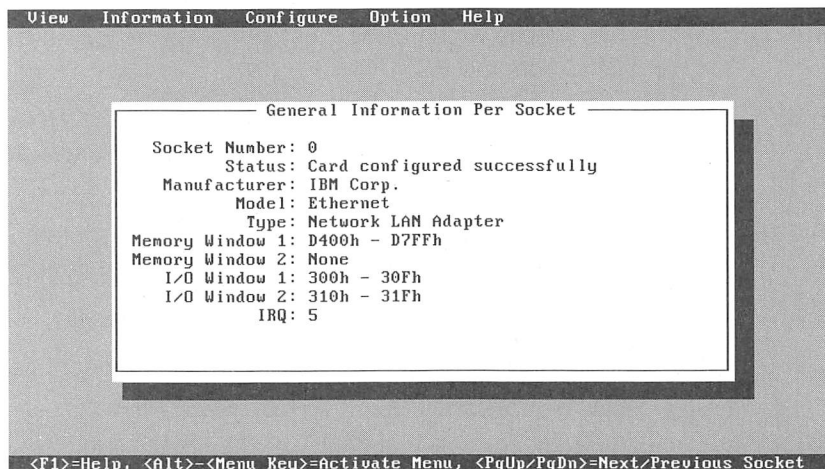 View Information Configure Option Help
General Information Per Socket
Socket Number: 0
Status: Card configured successfully
Manufacturer: IBM Corp.
Model: Ethernet
Type: Network LAN Adapter
Memory Window 1: D400h - D7FFh
Memory Window 2: None
I/O Window 1: 300h - 30Fh
I/O Window 2: 310h - 31Fh
IRQ: 5
<F1>=Help, <Alt>-<Menu Key>=Activate Menu, <PgUp/PgDn>=Next/Previous Socket